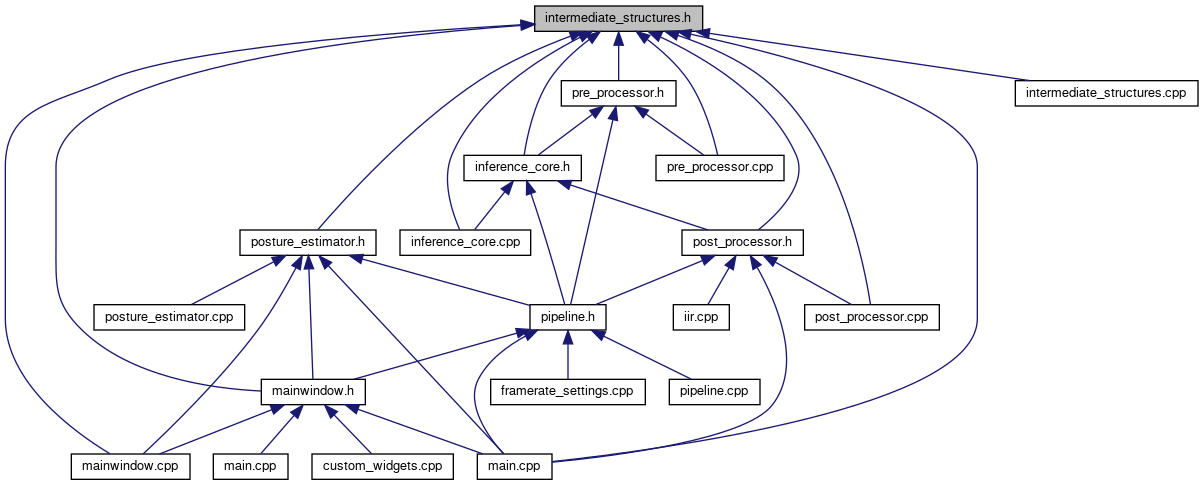 intermediate_structures.h
pre_processor.h
intermediate_structures.cpp
inference_core.h
pre_processor.cpp
posture_estimator.h
inference_core.cpp
post_processor.h
posture_estimator.cpp
pipeline.h
iir.cpp
post_processor.cpp
mainwindow.h
framerate_settings.cpp
pipeline.cpp
mainwindow.cpp
main.cpp
custom_widgets.cpp
main.cpp